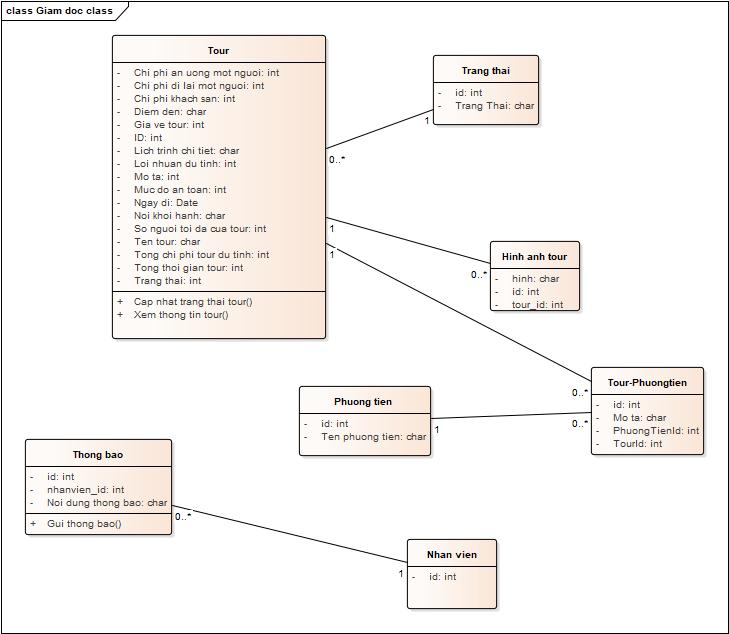 class Giam doc class
Tour
- Chi phi an uong mot nguoi: int
- Chi phi di lai mot nguoi: int
- Chi phi khach san: int
- Diem den: char
- Gia ve tour: int
- ID: int
- Lich trinh chi tiet: char
- Loi nhuan du tinh: int
- Mo ta: int
- Muc do an toan: int
- Ngay di: Date
- Noi khoi hanh: char
- So nguoi toi da cua tour: int
- Ten tour: char
- Tong chi phi tour du tinh: int
- Tong thoi gian tour: int
- Trang thai: int
+ Cap nhat trang thai tour()
+ Xem thong tin tour()
Trang thai
- id: int
- Trang Thai: char
1
0..*
1
1
Hinh anh tour
- hinh: char
- id: int
- tour_id: int
0..*
Tour-Phuongtien
- id: int
- Mo ta: char
- PhuongTienId: int
- TourId: int
0..*
0..*
Phuong tien
- id: int
- Ten phuong tien: char
1
Thong bao
- id: int
- nhanvien_id: int
- Noi dung thong bao: char
+ Gui thong bao()
0..*
Nhan vien
- id: int
1